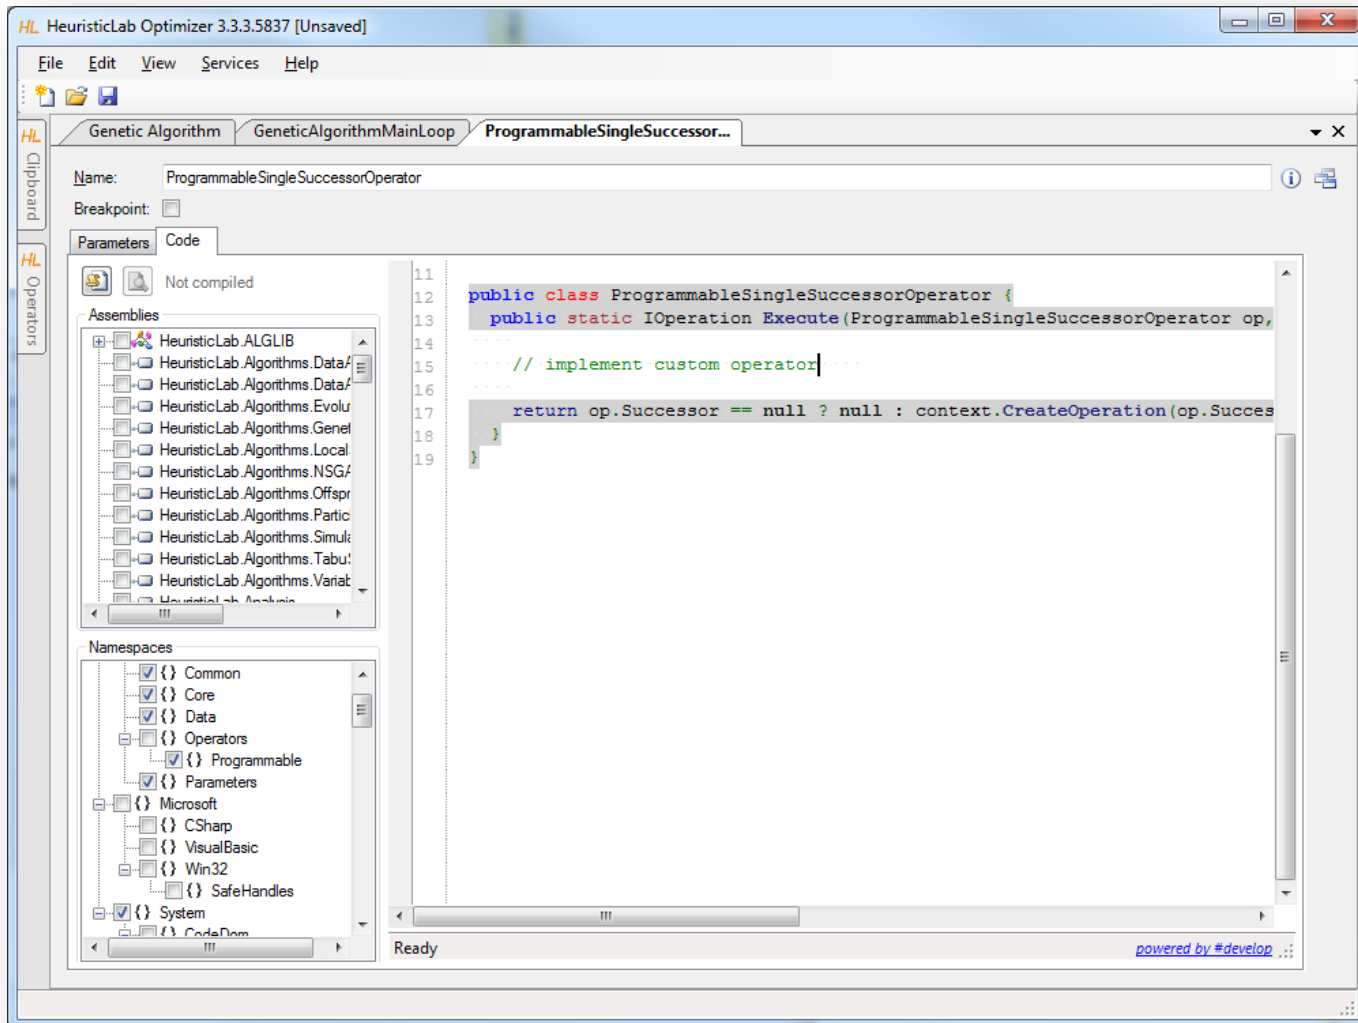 HL HeuristicLab Optimizer 3.3.3.5837 [Unsaved]
File Edit View Services Help
HL Clipboard
HL Operators
Genetic Algorithm GeneticAlgorithmMainLoop ProgrammableSingleSuccessor...
Name: ProgrammableSingleSuccessorOperator
Breakpoint:
Parameters Code
Not compiled
Assemblies
HeuristicLab.ALGLIB
HeuristicLab.Algorithms.DataA
HeuristicLab.Algorithms.DataA
HeuristicLab.Algorithms.Evolu
HeuristicLab.Algorithms.Genet
HeuristicLab.Algorithms.Local
HeuristicLab.Algorithms.NSGA
HeuristicLab.Algorithms.Offspr
HeuristicLab.Algorithms.Partic
HeuristicLab.Algorithms.Simula
HeuristicLab.Algorithms.TabuS
HeuristicLab.Algorithms.Variab
HeuristicLab.Analysis
Namespaces
{} Common
{} Core
{} Data
{} Operators
{} Programmable
{} Parameters
{} Microsoft
{} CSharp
{} VisualBasic
{} Win32
{} SafeHandles
{} System
{} CodeDom
11
12 public class ProgrammableSingleSuccessorOperator {
13 public static IOperation Execute(ProgrammableSingleSuccessorOperator op,
14
15 // implement custom operator
16
17 return op.Successor == null ? null : context.CreateOperation(op.Succes
18 }
19 }
Ready
powered by #develop